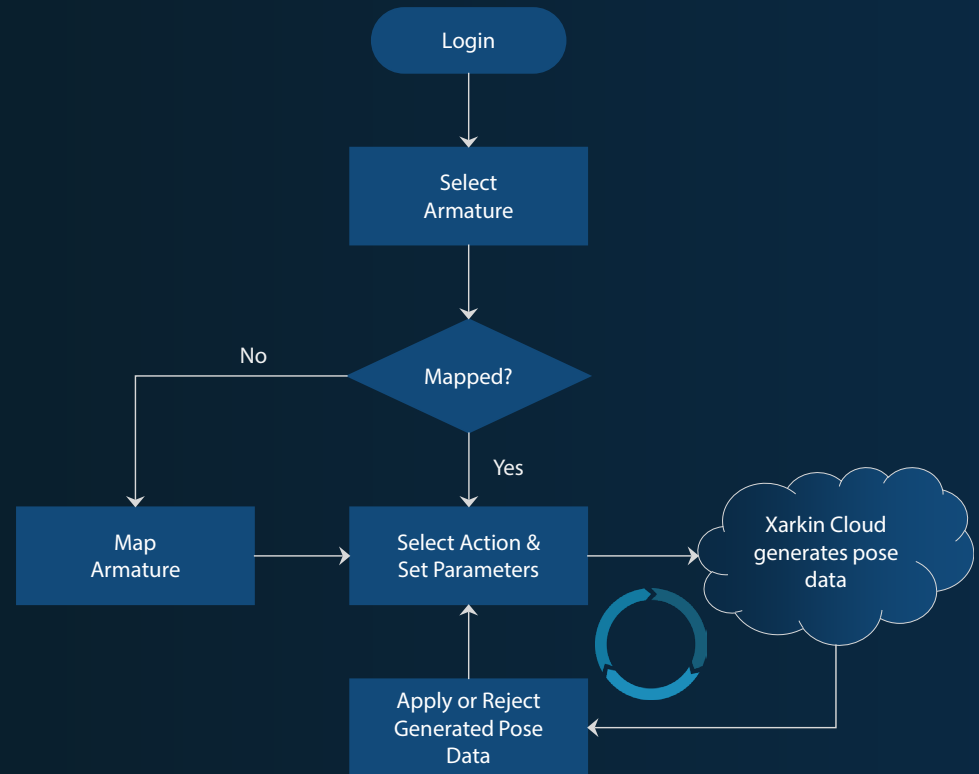 Login
Select
Armature
No
Mapped?
Yes
Map
Armature
Select Action &
Set Parameters
Xarkin Cloud
generates pose
data
Apply or Reject
Generated Pose
Data